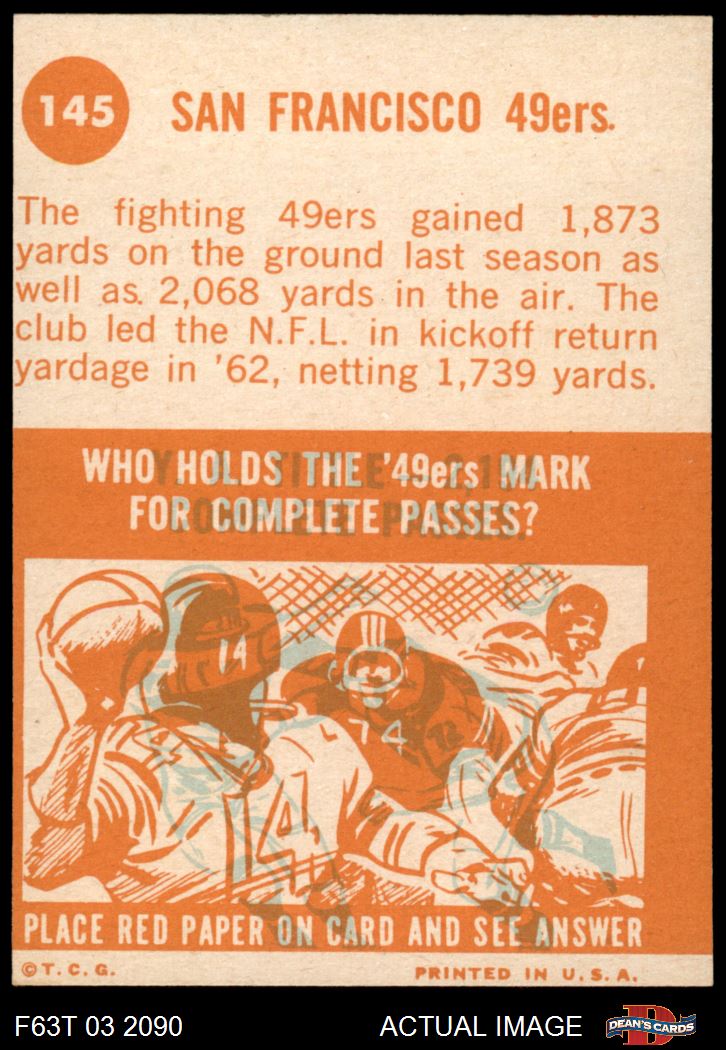 145
SAN FRANCISCO 49ers.
The fighting 49ers gained 1,873
yards on the ground last season as
well as 2,068 yards in the air. The
club led the N.F.L. in kickoff return
yardage in '62, netting 1,739 yards.
WHO HOLDS THE '49ers MARK
FOR COMPLETE PASSES?
14
74
14
PLACE RED PAPER ON CARD AND SEE ANSWER
©T.C.G.
PRINTED IN U.S.A.
F63T 03 2090
ACTUAL IMAGE
DEAN'S CARDS